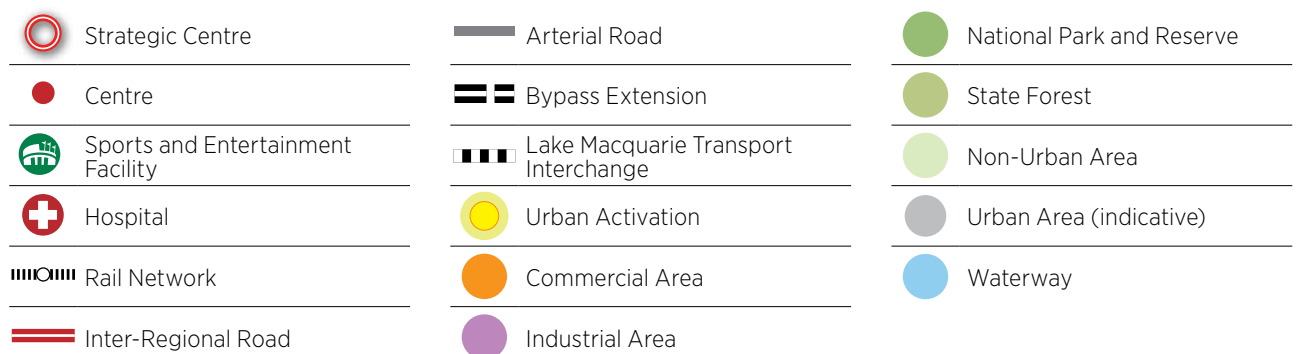 Strategic Centre
Centre
Sports and Entertainment
Facility
Hospital
Rail Network
Inter-Regional Road
Arterial Road
Bypass Extension
Lake Macquarie Transport
Interchange
Urban Activation
Commercial Area
Industrial Area
National Park and Reserve
State Forest
Non-Urban Area
Urban Area (indicative)
Waterway